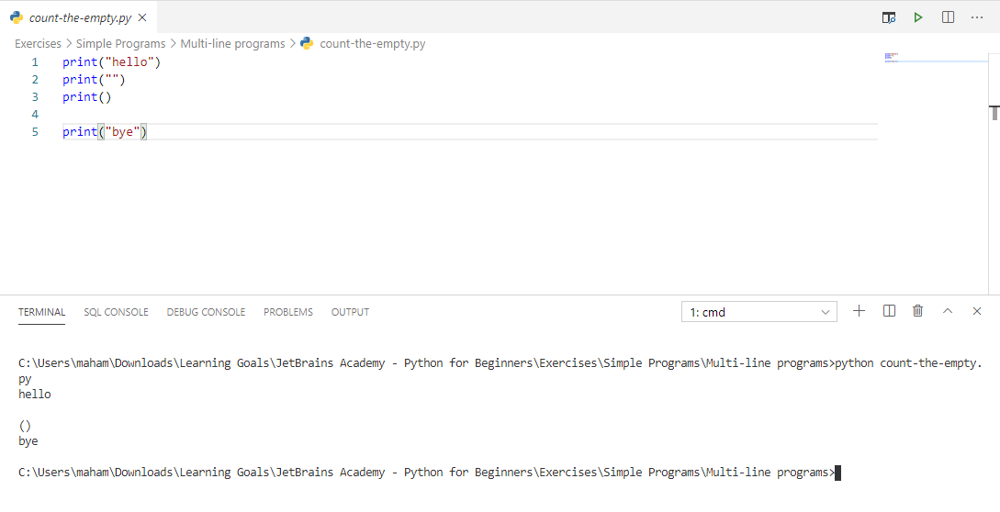 count-the-empty.py
Exercises > Simple Programs > Multi-line programs > count-the-empty.py
1 print("hello")
2 print("")
3 print()
4
5 print("bye")
TERMINAL SQL CONSOLE DEBUG CONSOLE PROBLEMS OUTPUT 1: cmd
C:\Users\maham\Downloads\Learning Goals\JetBrains Academy - Python for Beginners\Exercises\Simple Programs\Multi-line programs>python count-the-empty.
py
hello
()
bye
C:\Users\maham\Downloads\Learning Goals\JetBrains Academy - Python for Beginners\Exercises\Simple Programs\Multi-line programs>